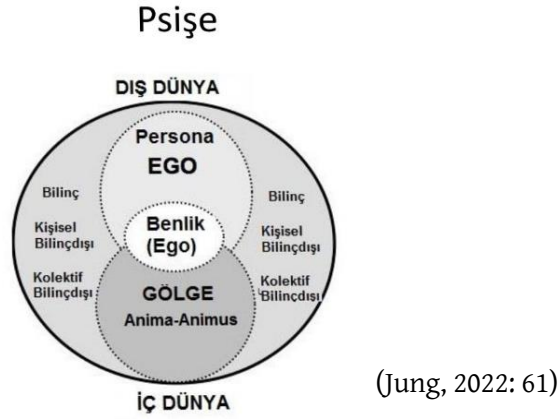 Psişe
DIŞ DÜNYA
Persona
EGO
Bilinç
Bilinç
Benlik
(Ego)
Kişisel
Bilinçdışı
Kişisel
Bilinçdışı
Kolektif
Bilinçdışı
Kolektif
Bilinçdışı
GÖLGE
Anima-Animus
İÇ DÜNYA
(Jung, 2022: 61)